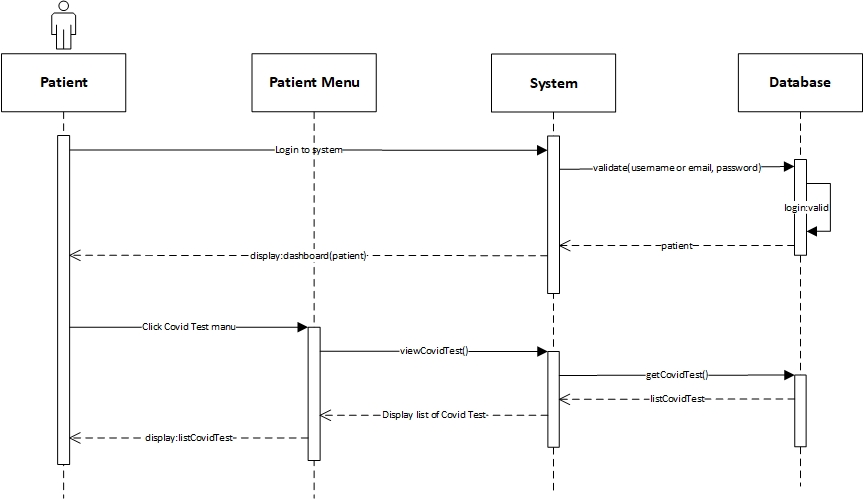 Patient
Patient Menu
System
Database
Login to system
validate(username or email, password)
login:valid
patient
display:dashboard(patient)
Click Covid Test manu
viewCovidTest()
getCovidTest()
listCovidTest
Display list of Covid Test
display:listCovidTest